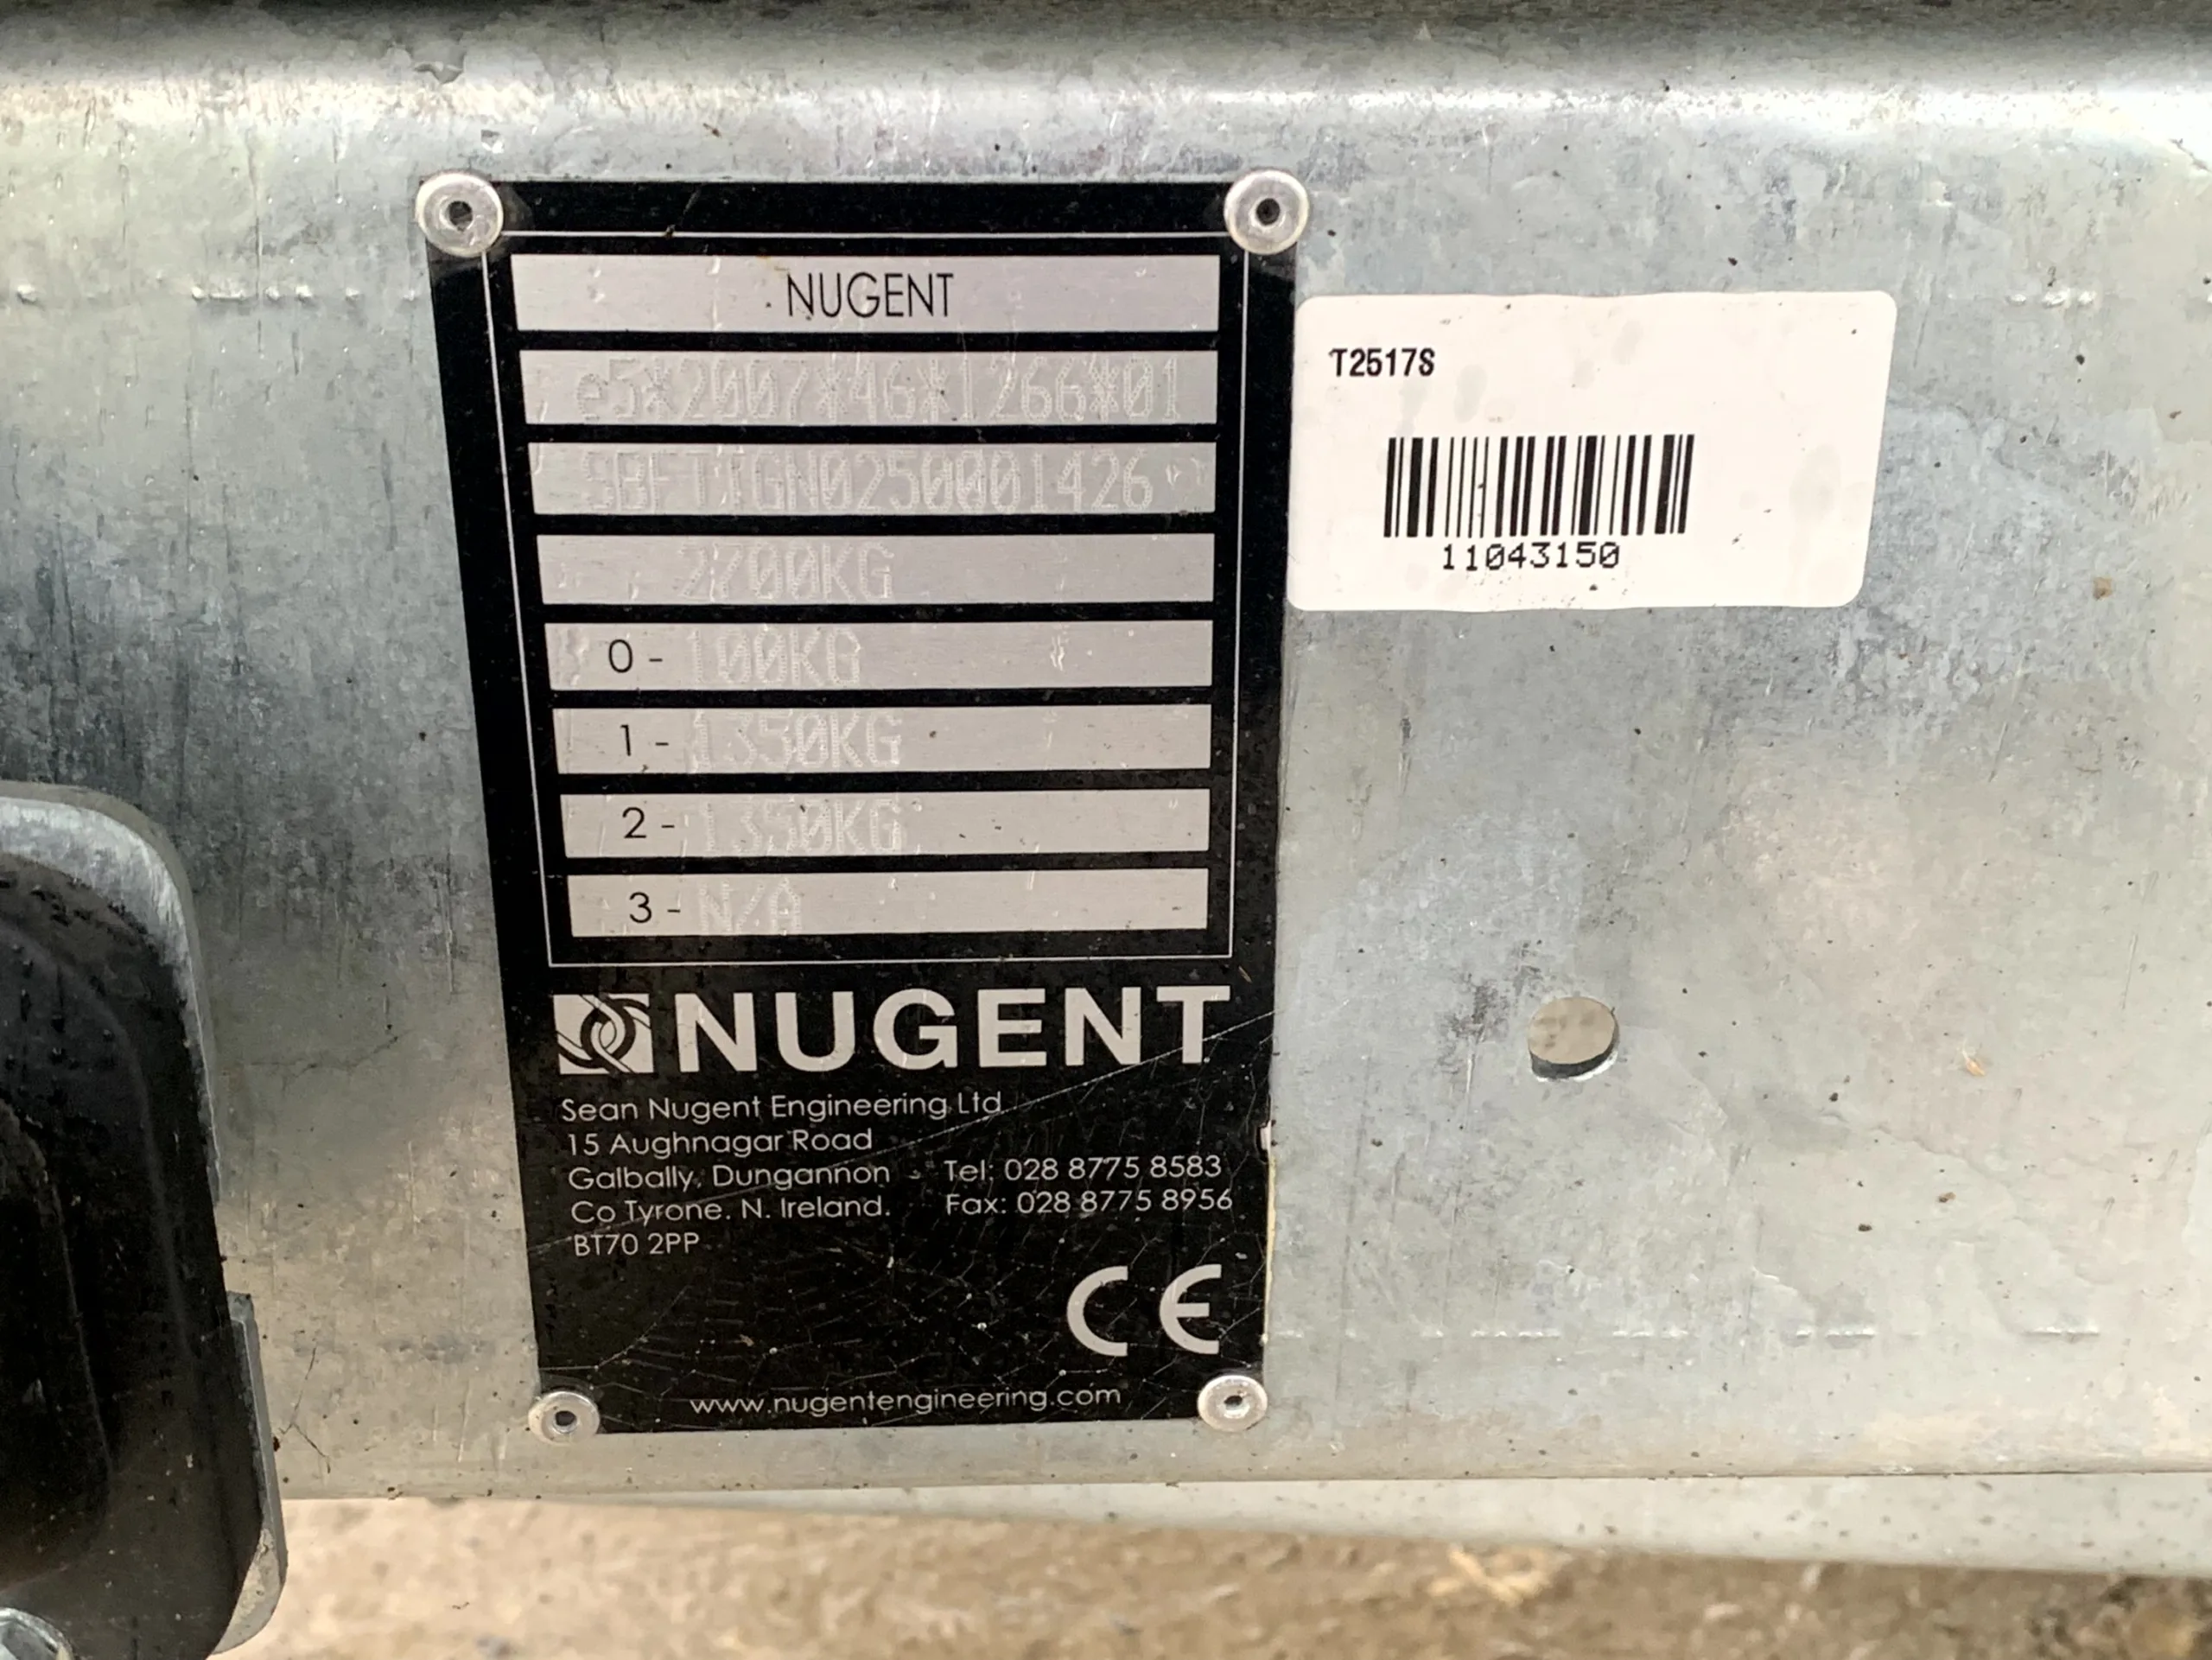 NUGENT
e5*2007*46*1266*01
2700KG
0 - 100KG
1 - 1350KG
2 - 1350KG
3 - N/A
NUGENT
Sean Nugent Engineering Ltd
15 Aughnagar Road
Galbally, Dungannon Tel: 028 8775 8583
Co Tyrone. N. Ireland. Fax: 028 8775 8956
BT70 2PP
CE
www.nugentengineering.com
T2517S
11043150